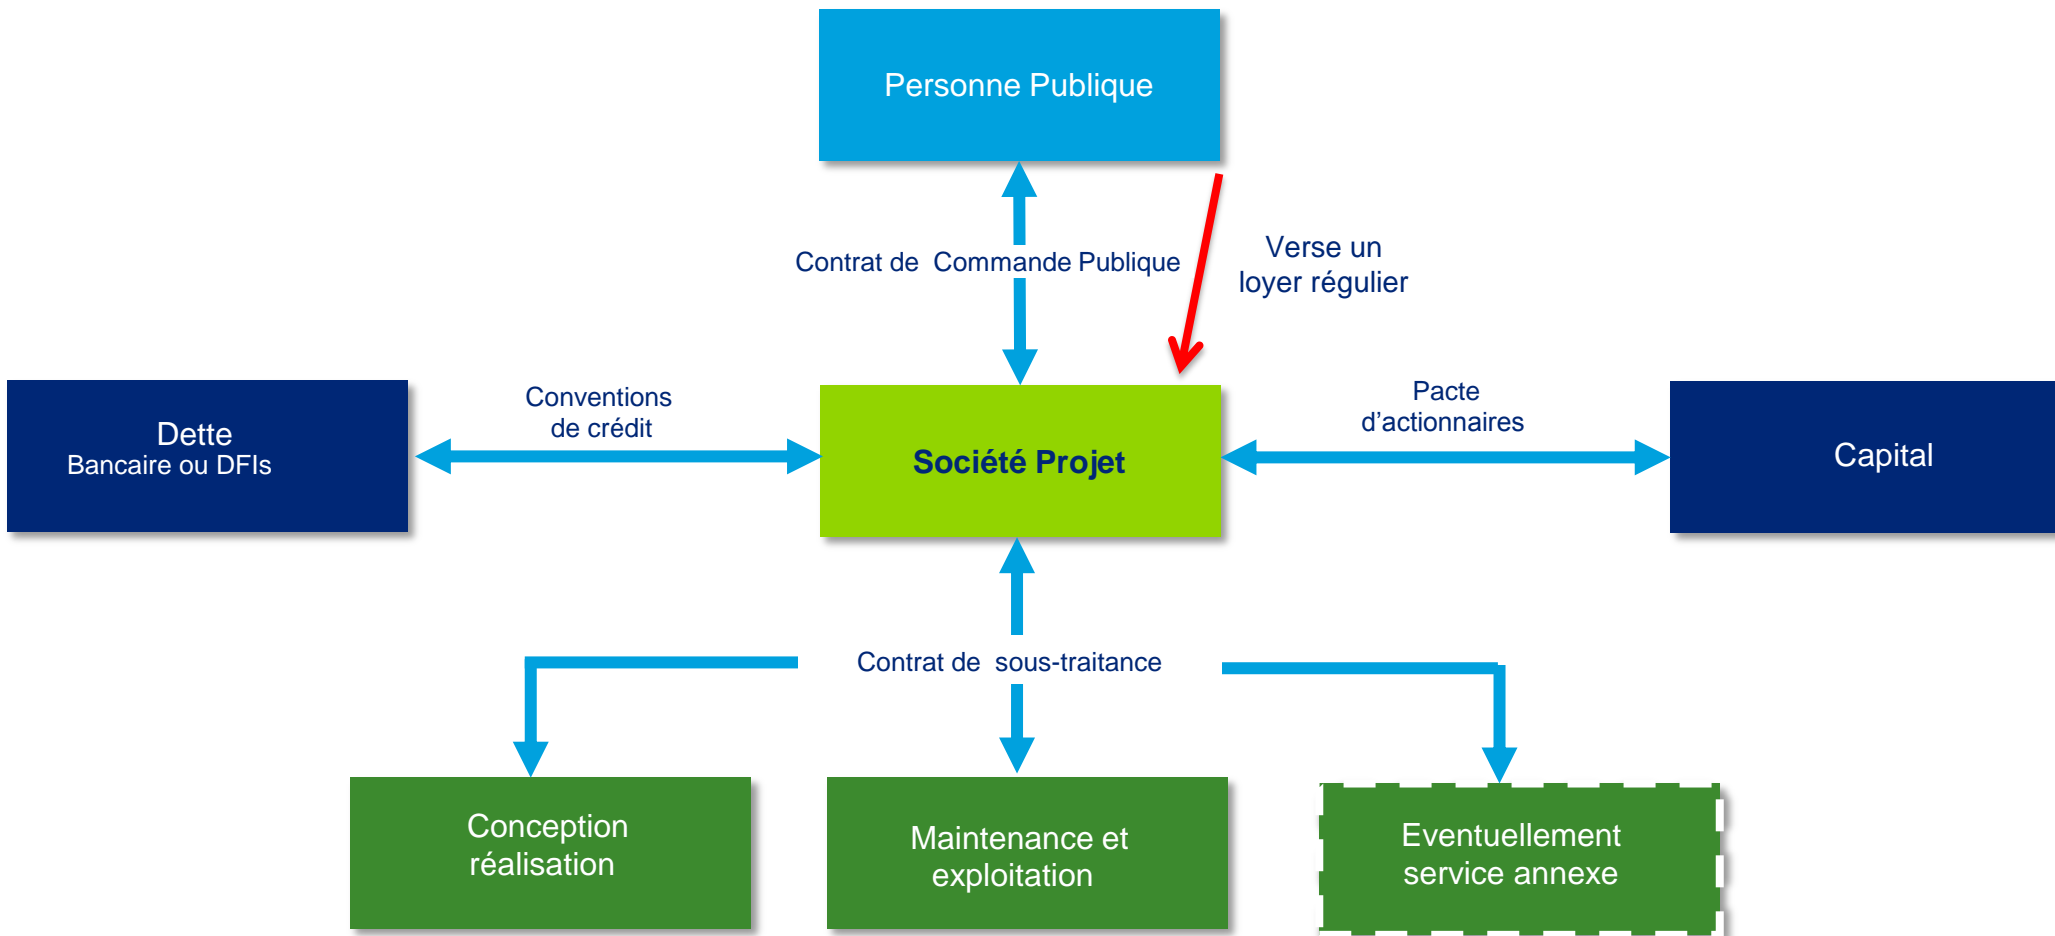 Personne Publique
Contrat de Commande Publique
Verse un
loyer régulier
Dette
Bancaire ou DFIs
Conventions
de crédit
Société Projet
Pacte
d’actionnaires
Capital
Contrat de sous-traitance
Conception
réalisation
Maintenance et
exploitation
Eventuellement
service annexe